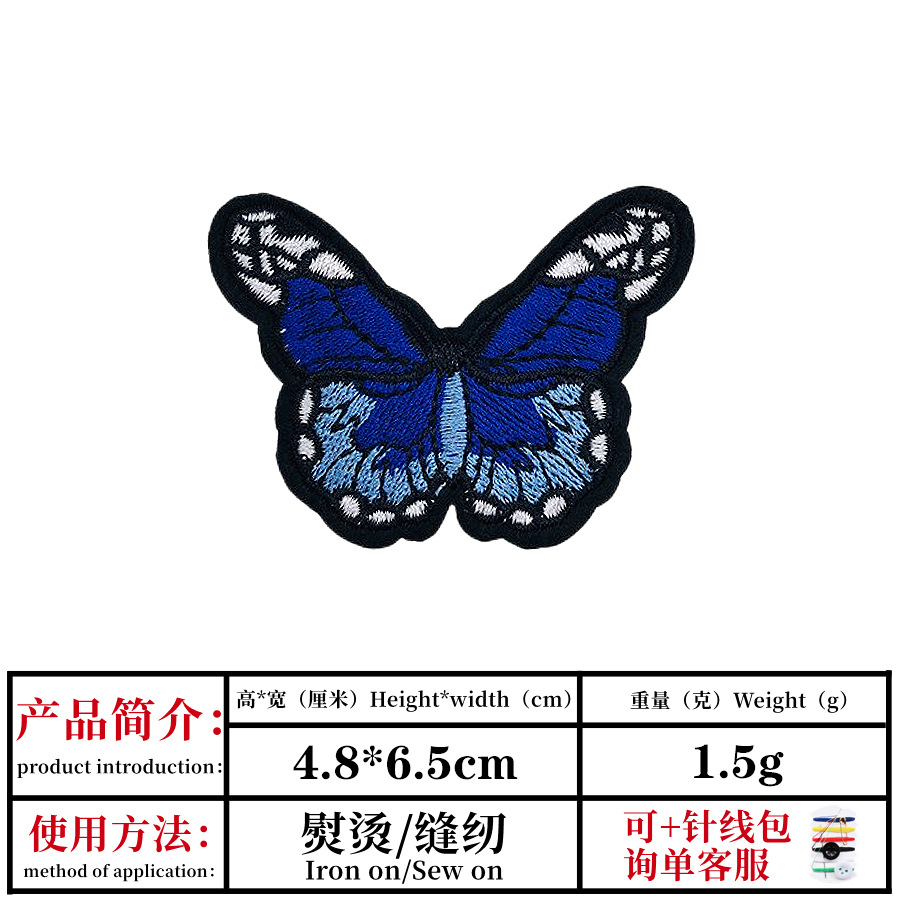 产品简介：
product introduction：
高*宽（厘米）Height*width（cm）
重量（克）Weight（g）
4.8*6.5cm
1.5g
使用方法：
method of application：
熨烫/缝纫
Iron on/Sew on
可+针线包
询单客服